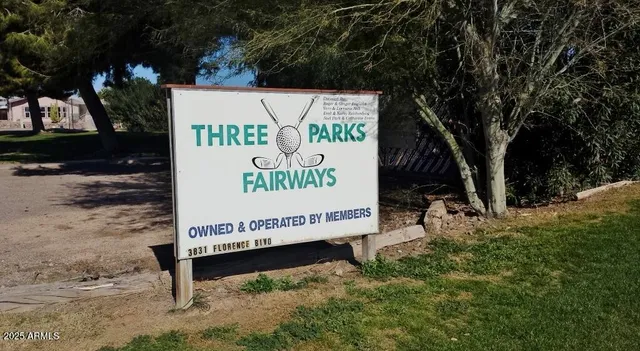 THREE PARKS
FAIRWAYS
OWNED & OPERATED BY MEMBERS
3831 FLORENCE BLVD
2025 ARMLS